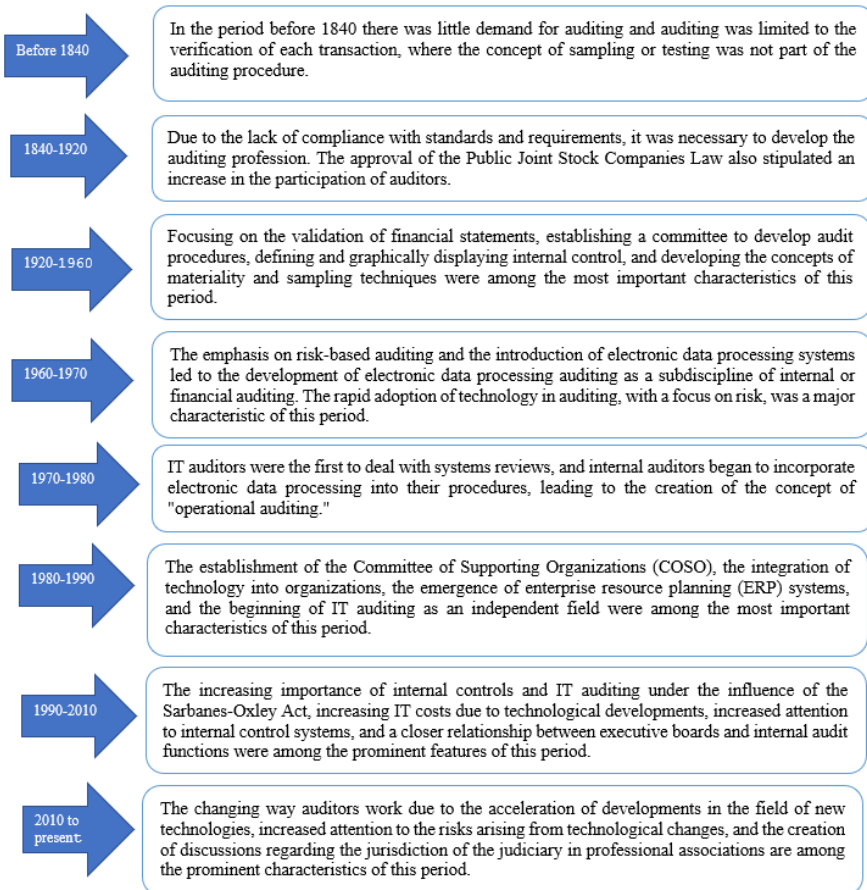 Before 1840
In the period before 1840 there was little demand for auditing and auditing was limited to the
verification of each transaction, where the concept of sampling or testing was not part of the
auditing procedure.
1840-1920
Due to the lack of compliance with standards and requirements, it was necessary to develop the
auditing profession. The approval of the Public Joint Stock Companies Law also stipulated an
increase in the participation of auditors.
1920-1960
Focusing on the validation of financial statements, establishing a committee to develop audit
procedures, defining and graphically displaying internal control, and developing the concepts of
materiality and sampling techniques were among the most important characteristics of this
period.
1960-1970
The emphasis on risk-based auditing and the introduction of electronic data processing systems
led to the development of electronic data processing auditing as a subdiscipline of internal or
financial auditing. The rapid adoption of technology in auditing, with a focus on risk, was a major
characteristic of this period.
1970-1980
IT auditors were the first to deal with systems reviews, and internal auditors began to incorporate
electronic data processing into their procedures, leading to the creation of the concept of
"operational auditing."
1980-1990
The establishment of the Committee of Supporting Organizations (COSO), the integration of
technology into organizations, the emergence of enterprise resource planning (ERP) systems,
and the beginning of IT auditing as an independent field were among the most important
characteristics of this period.
1990-2010
The increasing importance of internal controls and IT auditing under the influence of the
Sarbanes-Oxley Act, increasing IT costs due to technological developments, increased attention
to internal control systems, and a closer relationship between executive boards and internal audit
functions were among the prominent features of this period.
2010 to
present
The changing way auditors work due to the acceleration of developments in the field of new
technologies, increased attention to the risks arising from technological changes, and the creation
of discussions regarding the jurisdiction of the judiciary in professional associations are among
the prominent characteristics of this period.